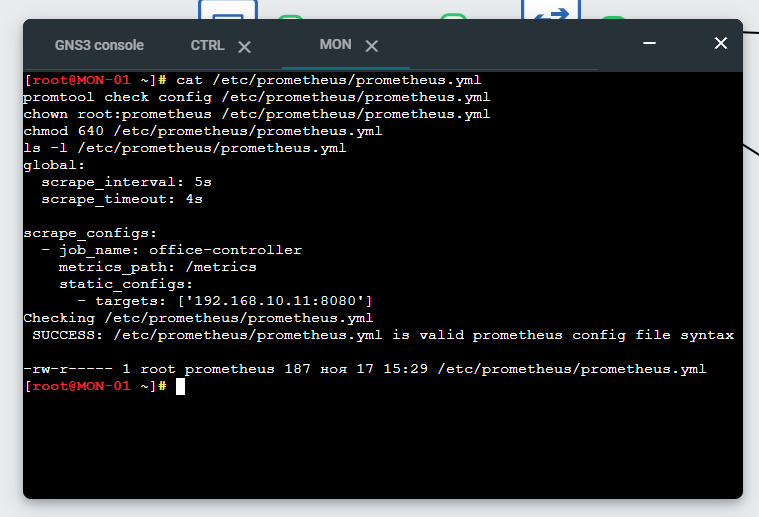 GNS3 console
CTRL
MON
[root@MON-01 ~]# cat /etc/prometheus/prometheus.yml
promtool check config /etc/prometheus/prometheus.yml
chown root:prometheus /etc/prometheus/prometheus.yml
chmod 640 /etc/prometheus/prometheus.yml
ls -l /etc/prometheus/prometheus.yml
global:
  scrape_interval: 5s
  scrape_timeout: 4s

scrape_configs:
  - job_name: office-controller
    metrics_path: /metrics
    static_configs:
      - targets: ['192.168.10.11:8080']
Checking /etc/prometheus/prometheus.yml
 SUCCESS: /etc/prometheus/prometheus.yml is valid prometheus config file syntax

-rw-r----- 1 root prometheus 187 ноя 17 15:29 /etc/prometheus/prometheus.yml
[root@MON-01 ~]#